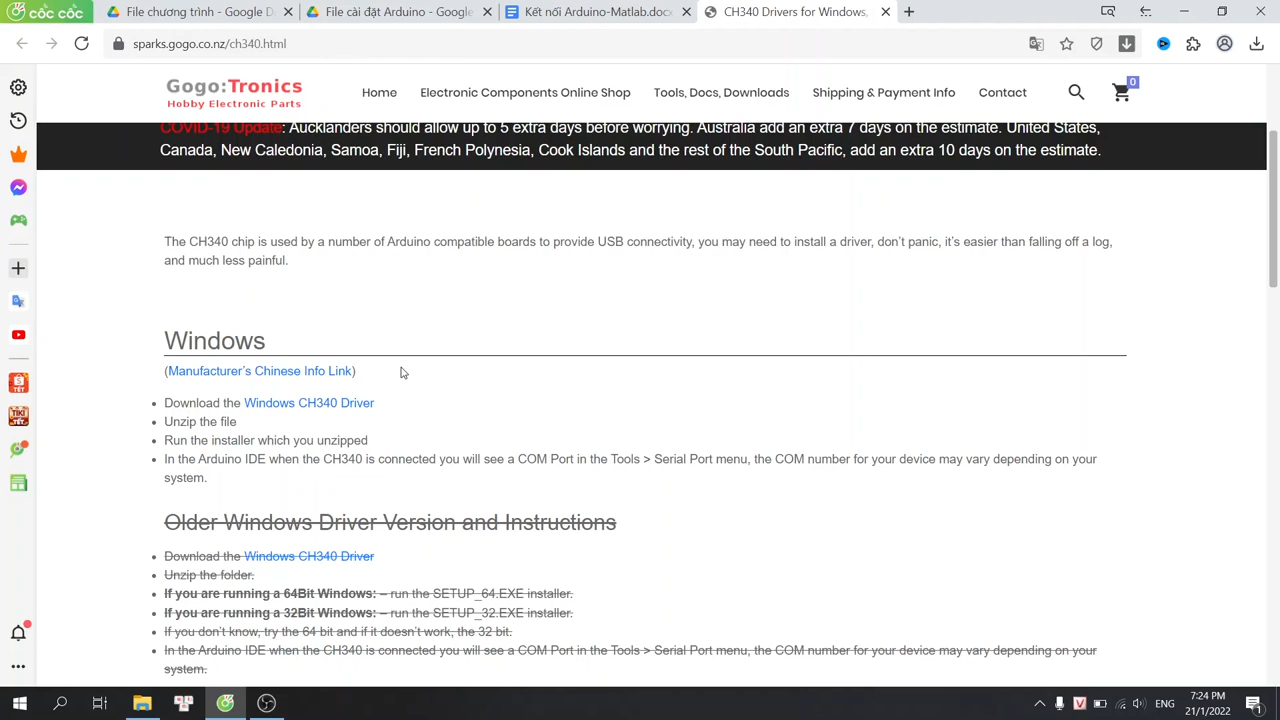 cốc cốc
File chương trình - Google D
File cài đặt Arduino - Google
Kết nối Arduino-Matlab.docx
CH340 Drivers for Windows,
sparks.gogo.co.nz/ch340.html
Gogo:Tronics
Hobby Electronic Parts
Home
Electronic Components Online Shop
Tools, Docs, Downloads
Shipping & Payment Info
Contact
0
COVID-19 Update: Aucklanders should allow up to 5 extra days before worrying. Australia add an extra 7 days on the estimate. United States,
Canada, New Caledonia, Samoa, Fiji, French Polynesia, Cook Islands and the rest of the South Pacific, add an extra 10 days on the estimate.
The CH340 chip is used by a number of Arduino compatible boards to provide USB connectivity, you may need to install a driver, don’t panic, it’s easier than falling off a log,
and much less painful.
Windows
(Manufacturer’s Chinese Info Link)
Download the Windows CH340 Driver
Unzip the file
Run the installer which you unzipped
In the Arduino IDE when the CH340 is connected you will see a COM Port in the Tools > Serial Port menu, the COM number for your device may vary depending on your
system.
Older Windows Driver Version and Instructions
Download the Windows CH340 Driver
Unzip the folder.
If you are running a 64Bit Windows: – run the SETUP_64.EXE installer.
If you are running a 32Bit Windows: – run the SETUP_32.EXE installer.
If you don’t know, try the 64 bit and if it doesn’t work, the 32 bit.
In the Arduino IDE when the CH340 is connected you will see a COM Port in the Tools > Serial Port menu, the COM number for your device may vary depending on your
system.
ENG
7:24 PM
21/1/2022